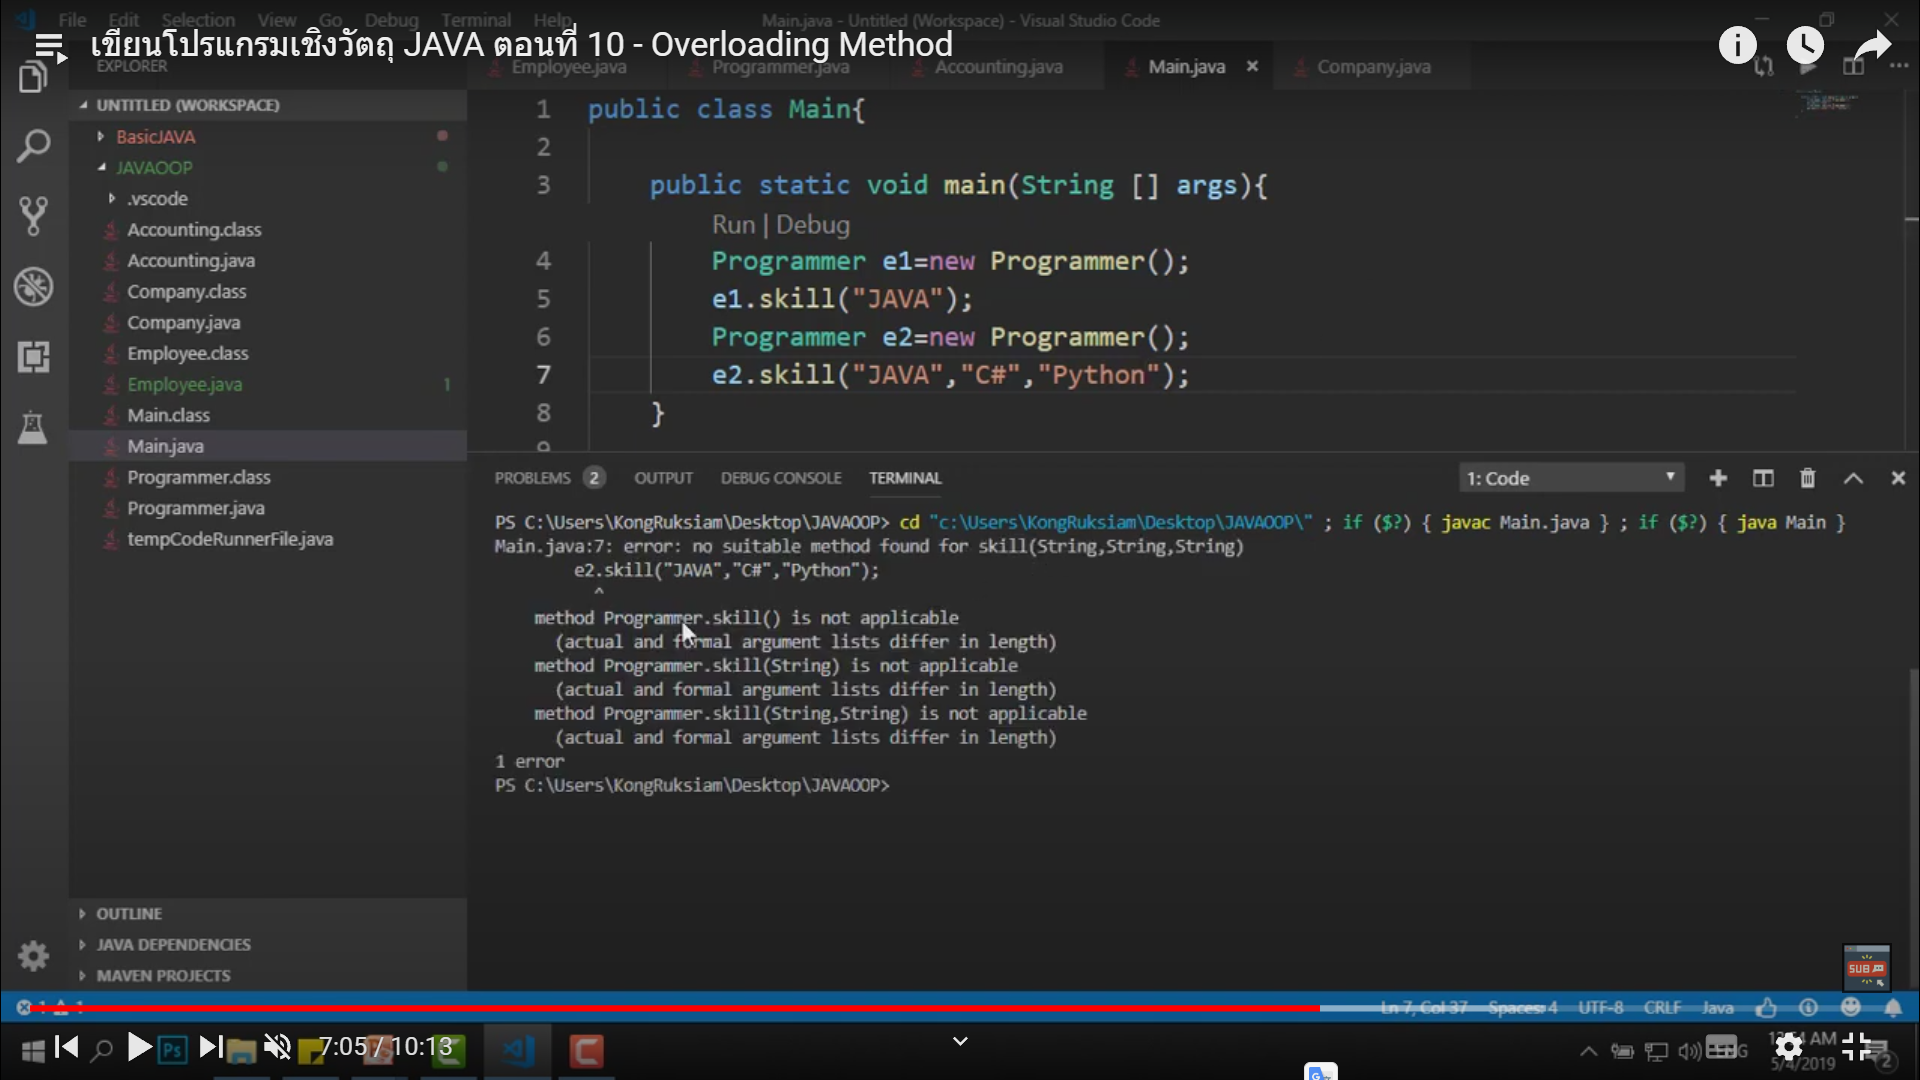 File Edit Selection View Go Debug Terminal Help
Main.java - Untitled (Workspace) - Visual Studio Code
เขียนโปรแกรมเชิงวัตถุ JAVA ตอนที่ 10 - Overloading Method
EXPLORER
Employee.java
Programmer.java
Accounting.java
Main.java
Company.java
UNTITLED (WORKSPACE)
BasicJAVA
JAVAOOP
.vscode
Accounting.class
Accounting.java
Company.class
Company.java
Employee.class
Employee.java 1
Main.class
Main.java
Programmer.class
Programmer.java
tempCodeRunnerFile.java
OUTLINE
JAVA DEPENDENCIES
MAVEN PROJECTS
1 public class Main{
2
3 public static void main(String [] args){
Run | Debug
4 Programmer e1=new Programmer();
5 e1.skill("JAVA");
6 Programmer e2=new Programmer();
7 e2.skill("JAVA","C#","Python");
8 }
9
PROBLEMS 2 OUTPUT DEBUG CONSOLE TERMINAL
1: Code
PS C:\Users\KongRuksiam\Desktop\JAVAOOP> cd "c:\Users\KongRuksiam\Desktop\JAVAOOP\" ; if ($?) { javac Main.java } ; if ($?) { java Main }
Main.java:7: error: no suitable method found for skill(String,String,String)
e2.skill("JAVA","C#","Python");
^
method Programmer.skill() is not applicable
(actual and formal argument lists differ in length)
method Programmer.skill(String) is not applicable
(actual and formal argument lists differ in length)
method Programmer.skill(String,String) is not applicable
(actual and formal argument lists differ in length)
1 error
PS C:\Users\KongRuksiam\Desktop\JAVAOOP>
SUB
Ln 7, Col 37 Spaces: 4 UTF-8 CRLF Java
Ps
7:05 / 10:13
5/4/2019
2